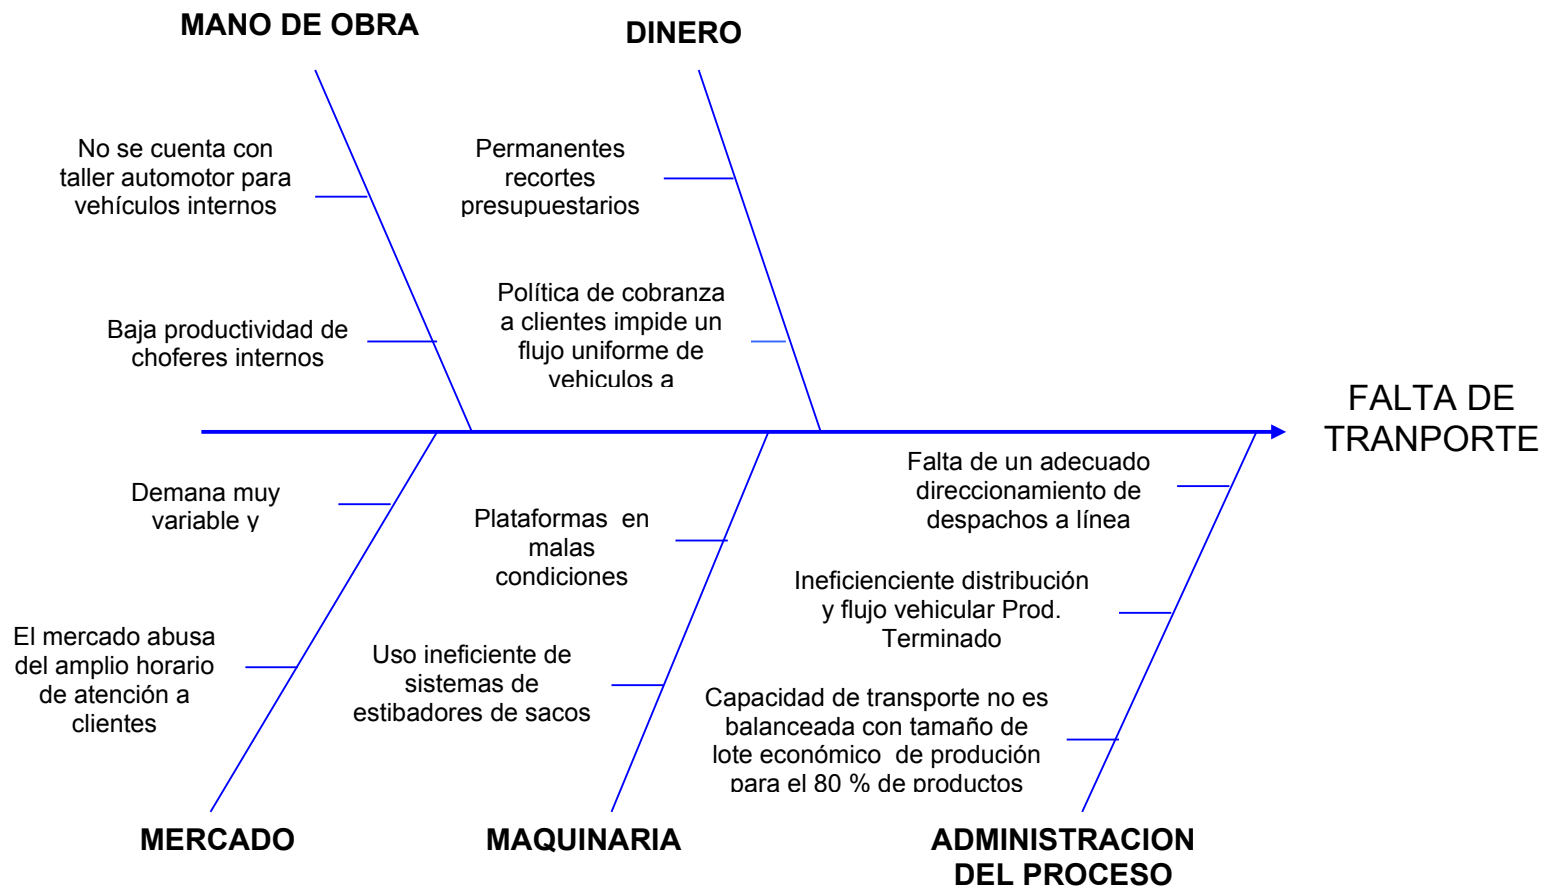 MANO DE OBRA
DINERO
No se cuenta con
taller automotor para
vehículos internos
Permanentes
recortes
presupuestarios
Baja productividad de
choferes internos
Política de cobranza
a clientes impide un
flujo uniforme de
vehiculos a
FALTA DE
TRANPORTE
Demana muy
variable y
Plataformas en
malas
condiciones
Falta de un adecuado
direccionamiento de
despachos a línea
Ineficienciente distribución
y flujo vehicular Prod.
Terminado
El mercado abusa
del amplio horario
de atención a
clientes
Uso ineficiente de
sistemas de
estibadores de sacos
Capacidad de transporte no es
balanceada con tamaño de
lote económico de produción
para el 80 % de productos
MERCADO
MAQUINARIA
ADMINISTRACION
DEL PROCESO